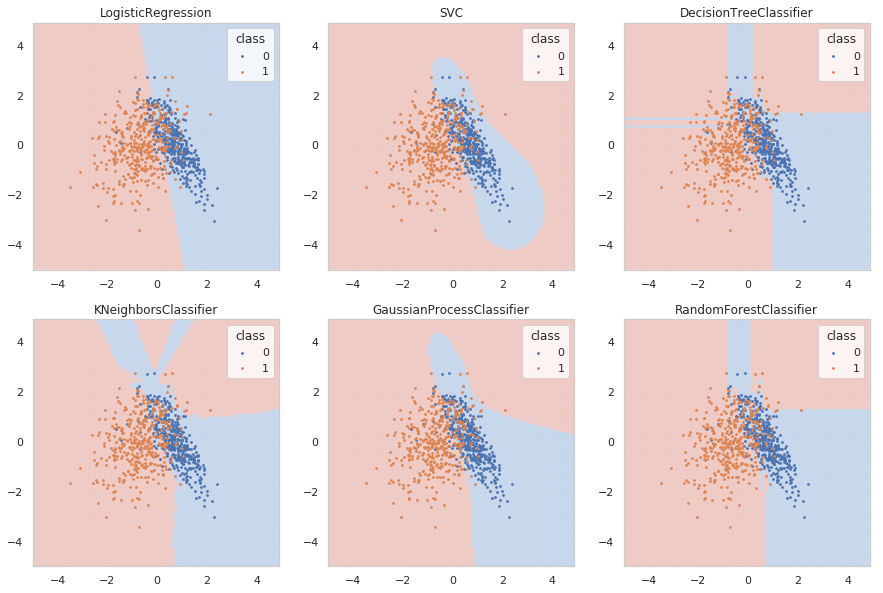 LogisticRegression
SVC
DecisionTreeClassifier
class
0
1
class
0
1
class
0
1
4
2
0
−2
−4
4
2
0
−2
−4
4
2
0
−2
−4
−4 −2 0 2 4
−4 −2 0 2 4
−4 −2 0 2 4
KNeighborsClassifier
GaussianProcessClassifier
RandomForestClassifier
class
0
1
class
0
1
class
0
1
4
2
0
−2
−4
4
2
0
−2
−4
4
2
0
−2
−4
−4 −2 0 2 4
−4 −2 0 2 4
−4 −2 0 2 4